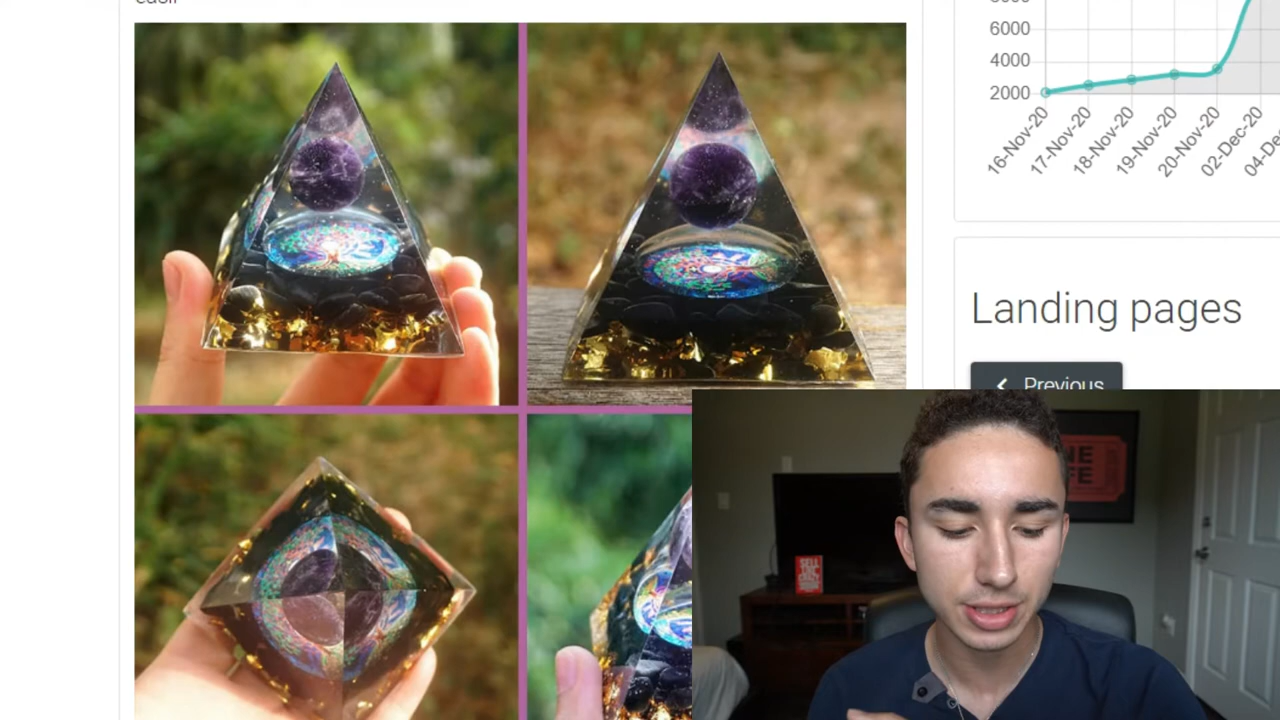 6000
4000
2000
16-Nov-20
17-Nov-20
18-Nov-20
19-Nov-20
20-Nov-20
02-Dec-20
Landing pages
Previous
SELL